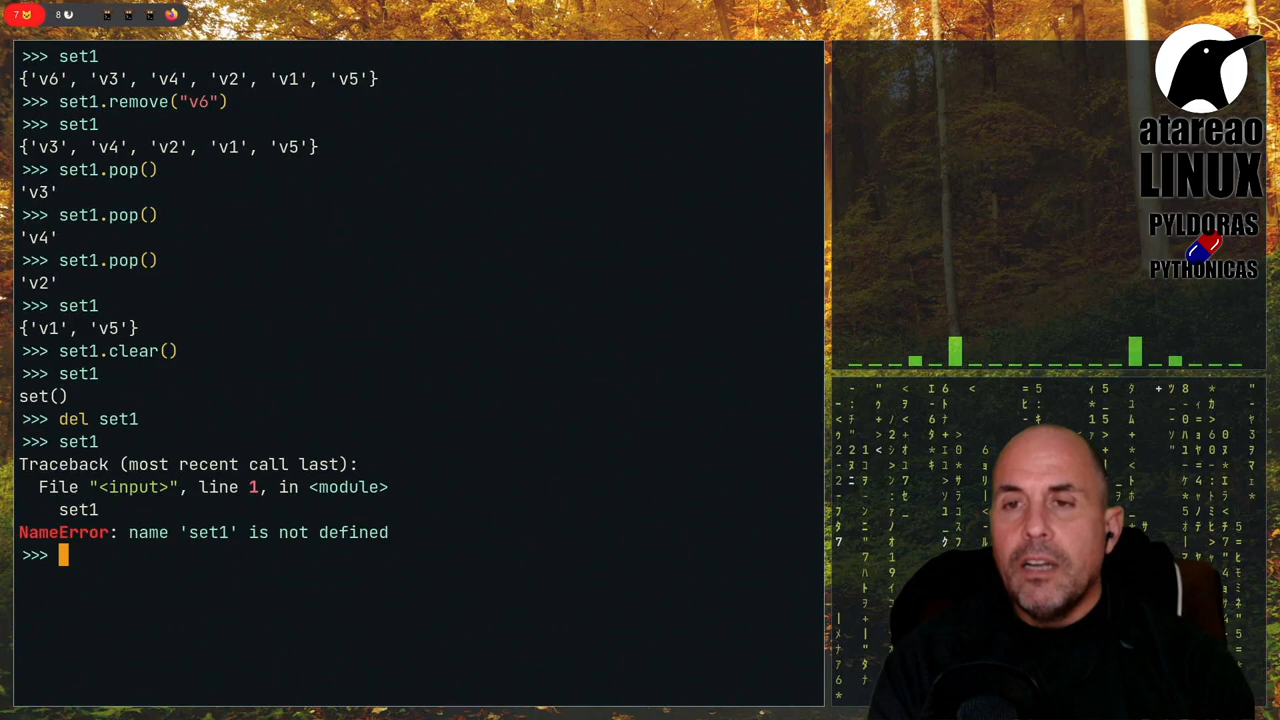 7
8
>>> set1
{'v6', 'v3', 'v4', 'v2', 'v1', 'v5'}
>>> set1.remove("v6")
>>> set1
{'v3', 'v4', 'v2', 'v1', 'v5'}
>>> set1.pop()
'v3'
>>> set1.pop()
'v4'
>>> set1.pop()
'v2'
>>> set1
{'v1', 'v5'}
>>> set1.clear()
>>> set1
set()
>>> del set1
>>> set1
Traceback (most recent call last):
  File "<input>", line 1, in <module>
    set1
NameError: name 'set1' is not defined
>>>
atareao
LINUX
PYLDORAS
PYTHONICAS